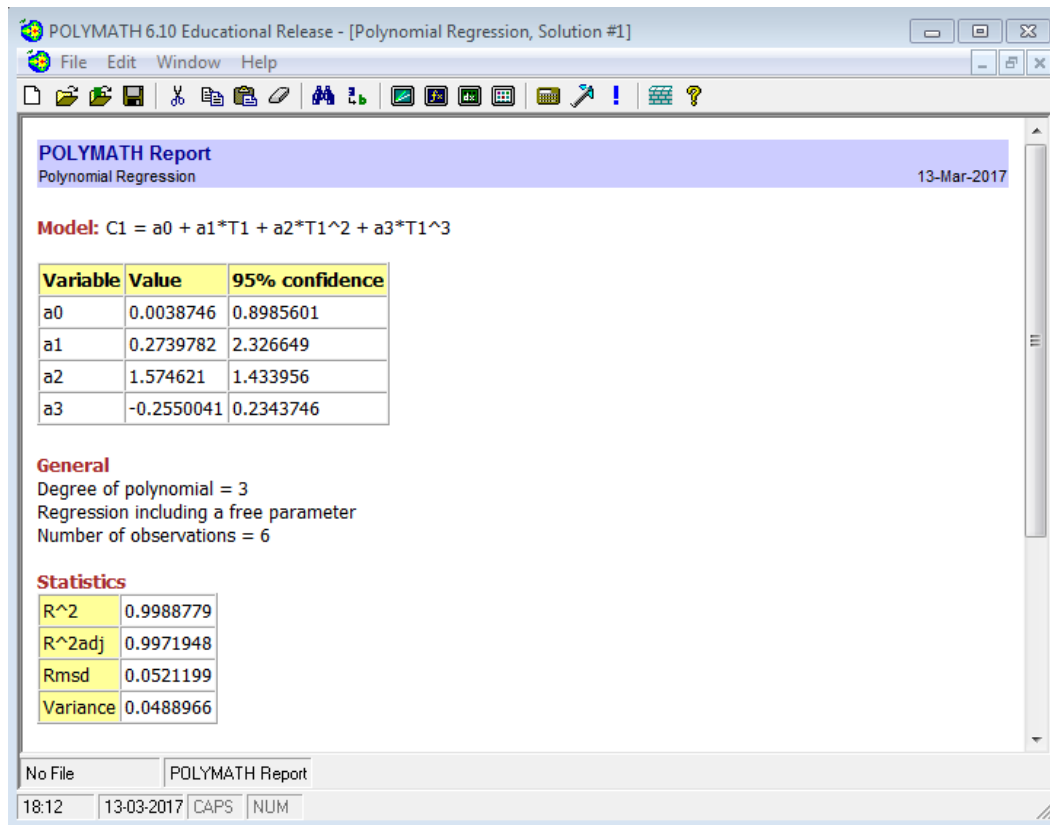 POLYMATH 6.10 Educational Release - [Polynomial Regression, Solution #1]
File Edit Window Help
POLYMATH Report
Polynomial Regression 13-Mar-2017
Model: C1 = a0 + a1*T1 + a2*T1^2 + a3*T1^3
Variable Value 95% confidence
a0 0.0038746 0.8985601
a1 0.2739782 2.326649
a2 1.574621 1.433956
a3 -0.2550041 0.2343746
General
Degree of polynomial = 3
Regression including a free parameter
Number of observations = 6
Statistics
R^2 0.9988779
R^2adj 0.9971948
Rmsd 0.0521199
Variance 0.0488966
No File POLYMATH Report
18:12 13-03-2017 CAPS NUM